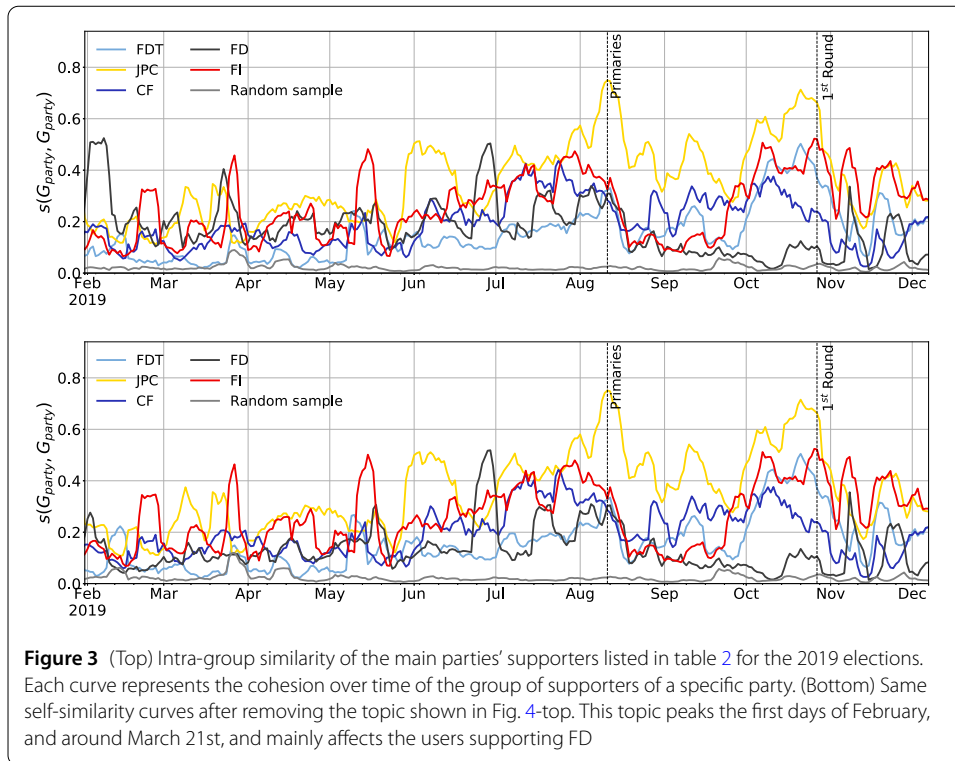 FDT FD
JPC FI
CF Random sample
s(G_party, G_party)
0.8
0.6
0.4
0.2
0.0
Primaries
1st Round
Feb Mar Apr May Jun Jul Aug Sep Oct Nov Dec
2019
FDT FD
JPC FI
CF Random sample
s(G_party, G_party)
0.8
0.6
0.4
0.2
0.0
Primaries
1st Round
Feb Mar Apr May Jun Jul Aug Sep Oct Nov Dec
2019
Figure 3 (Top) Intra-group similarity of the main parties' supporters listed in table 2 for the 2019 elections.
Each curve represents the cohesion over time of the group of supporters of a specific party. (Bottom) Same
self-similarity curves after removing the topic shown in Fig. 4-top. This topic peaks the first days of February,
and around March 21st, and mainly affects the users supporting FD